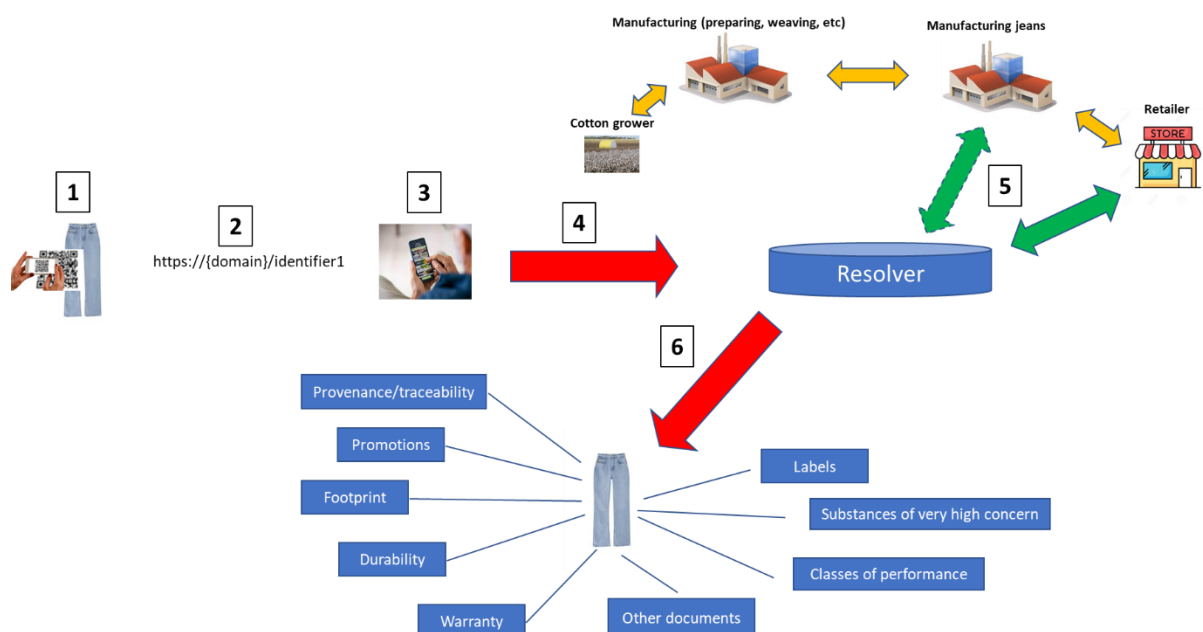 Manufacturing (preparing, weaving, etc)
Manufacturing jeans
Retailer
STORE
Cotton grower
1
2
3
4
5
https://{domain}/identifier1
Resolver
6
Provenance/traceability
Promotions
Footprint
Durability
Warranty
Labels
Substances of very high concern
Classes of performance
Other documents